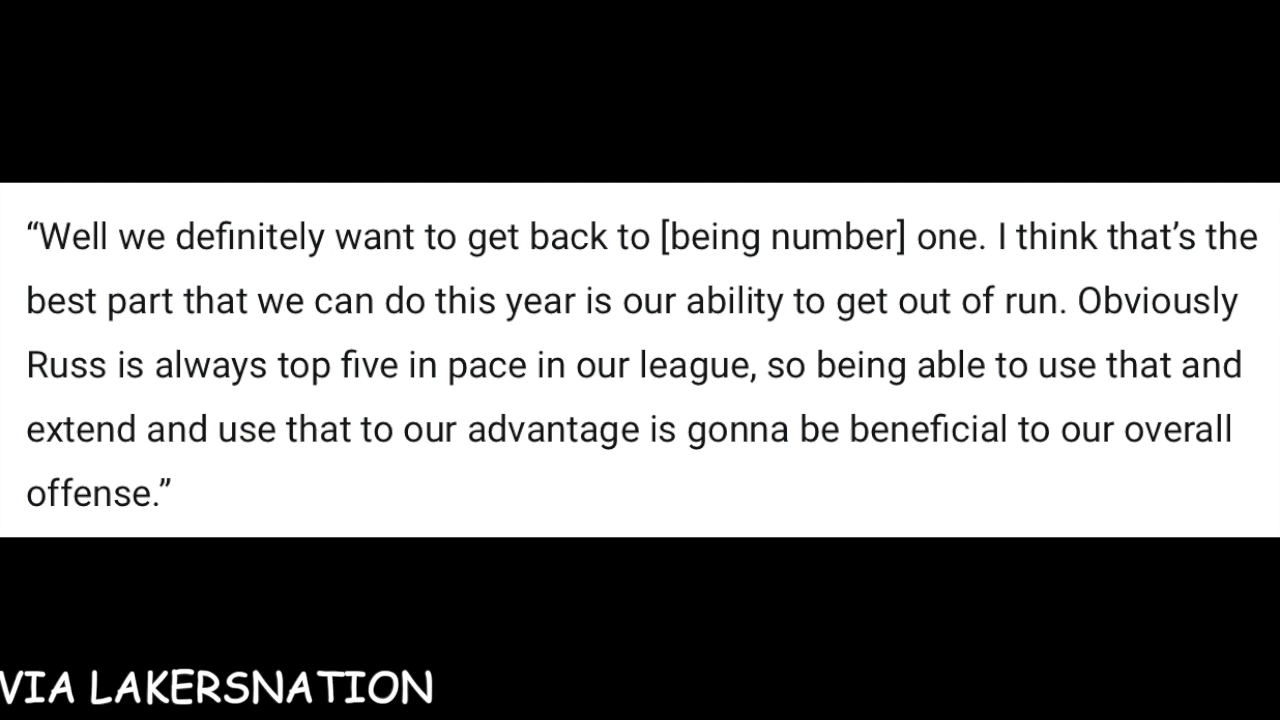 “Well we definitely want to get back to [being number] one. I think that’s the
best part that we can do this year is our ability to get out of run. Obviously
Russ is always top five in pace in our league, so being able to use that and
extend and use that to our advantage is gonna be beneficial to our overall
offense.”
VIA LAKERSNATION